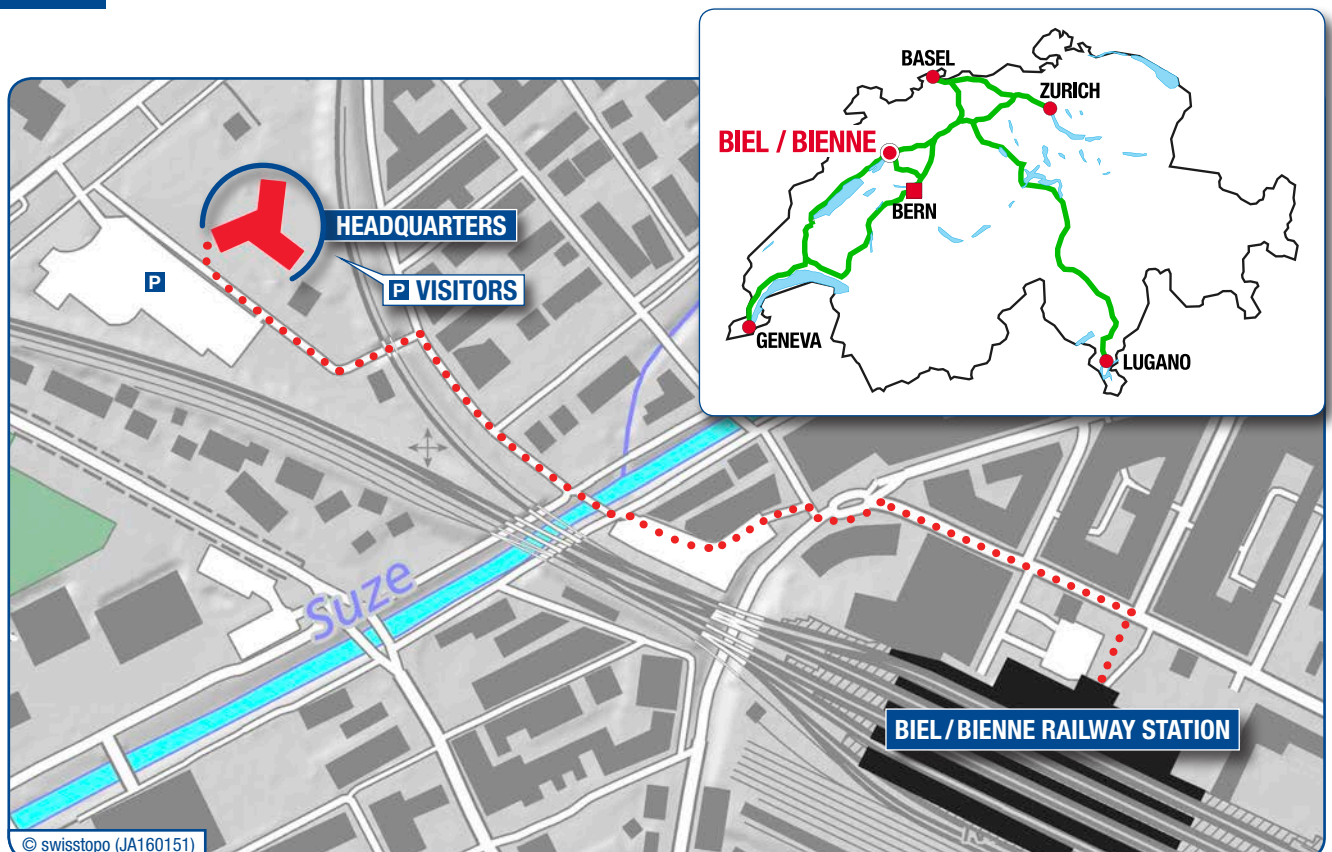 BASEL
ZURICH
BIEL / BIENNE
BERN
GENEVA
LUGANO
HEADQUARTERS
P
P VISITORS
Suze
BIEL / BIENNE RAILWAY STATION
© swisstopo (JA160151)